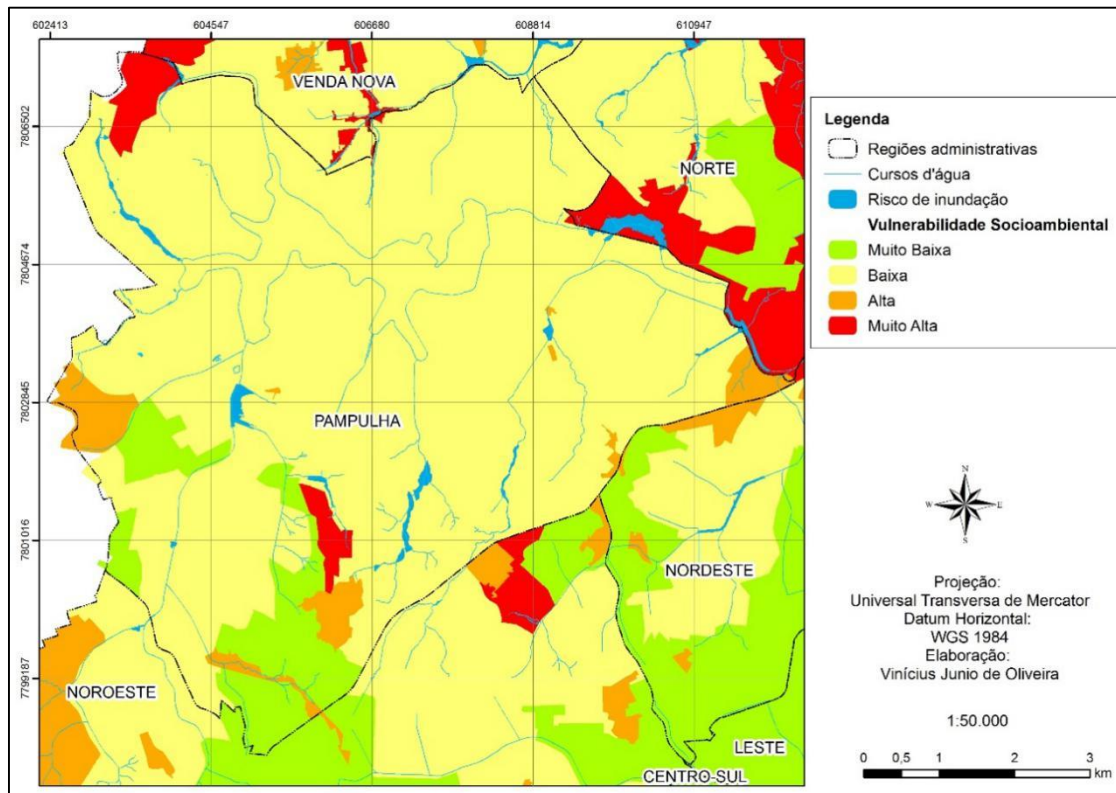 602413 604547 606680 608814 610947
VENDA NOVA
7806502
NORTE
7804674
7802845
PAMPULHA
7801016
NORDESTE
7799187
NOROESTE
LESTE
CENTRO-SUL
Legenda
Regiões administrativas
Cursos d'água
Risco de inundação
Vulnerabilidade Socioambiental
Muito Baixa
Baixa
Alta
Muito Alta
N
W E
S
Projeção:
Universal Transversa de Mercator
Datum Horizontal:
WGS 1984
Elaboração:
Vinícius Junio de Oliveira
1:50.000
0 0,5 1 2 3
km